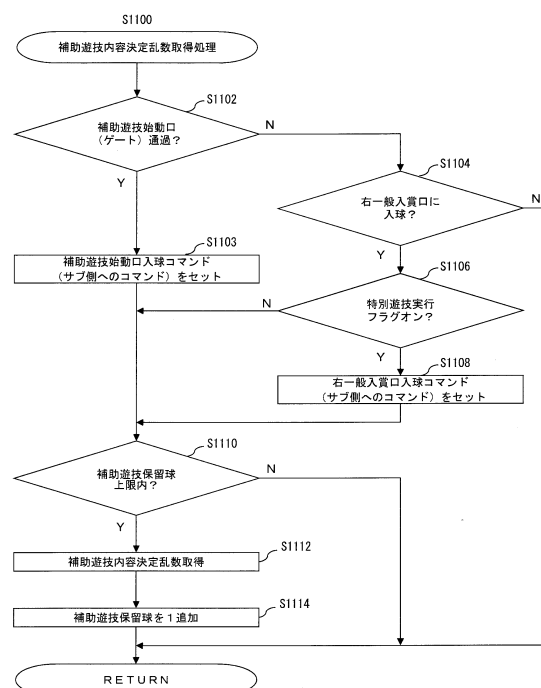 S1100
補助遊技内容決定乱数取得処理
S1102
補助遊技始動口
(ゲート)通過?
N
Y
S1104
右一般入賞口に
入球?
N
Y
S1103
補助遊技始動口入球コマンド
(サブ側へのコマンド)をセット
S1106
特別遊技実行
フラグオン?
N
Y
S1108
右一般入賞口入球コマンド
(サブ側へのコマンド)をセット
S1110
補助遊技保留球
上限内?
N
Y
S1112
補助遊技内容決定乱数取得
S1114
補助遊技保留球を1追加
RETURN